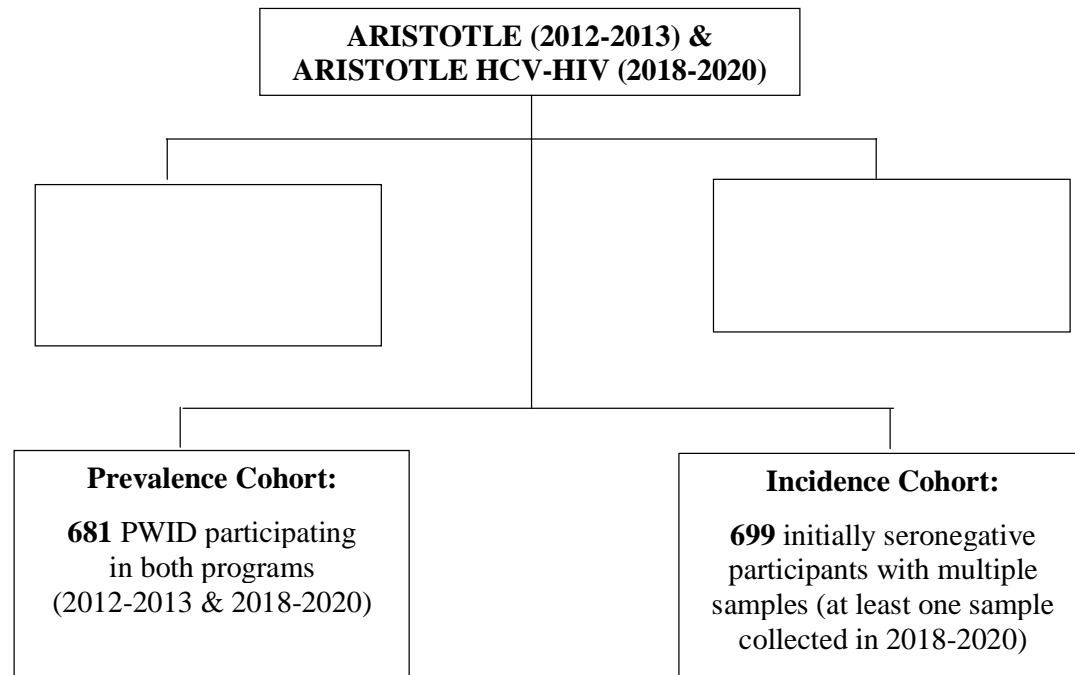 ARISTOTLE (2012-2013) &
ARISTOTLE HCV-HIV (2018-2020)
Prevalence Cohort:
681 PWID participating
in both programs
(2012-2013 & 2018-2020)
Incidence Cohort:
699 initially seronegative
participants with multiple
samples (at least one sample
collected in 2018-2020)